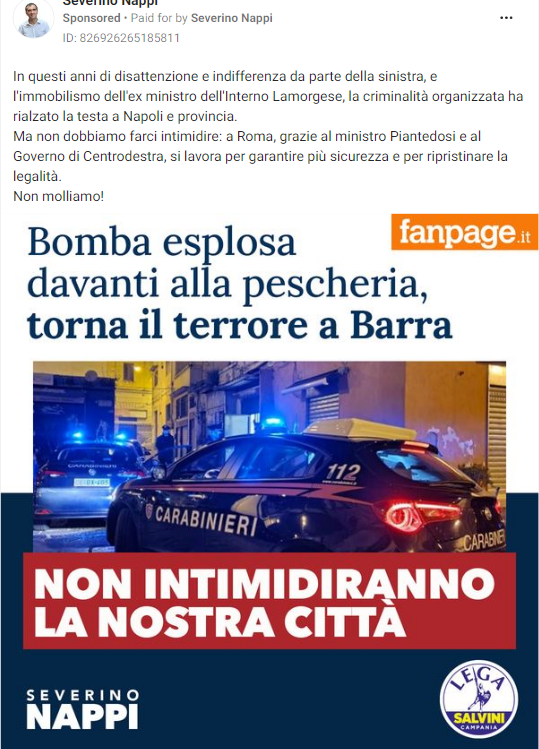 Severino Nappi
Sponsored • Paid for by Severino Nappi
ID: 826926265185811
In questi anni di disattenzione e indifferenza da parte della sinistra, e
l'immobilismo dell'ex ministro dell'Interno Lamorgese, la criminalità organizzata ha
rialzato la testa a Napoli e provincia.
Ma non dobbiamo farci intimidire: a Roma, grazie al ministro Piantedosi e al
Governo di Centrodestra, si lavora per garantire più sicurezza e per ripristinare la
legalità.
Non molliamo!
fanpage.it
Bomba esplosa
davanti alla pescheria,
torna il terrore a Barra
112
CARABINIERI
CARABINIERI
NON INTIMIDIRANNO
LA NOSTRA CITTÀ
SEVERINO
NAPPI
LEGA
SALVINI
CAMPANIA